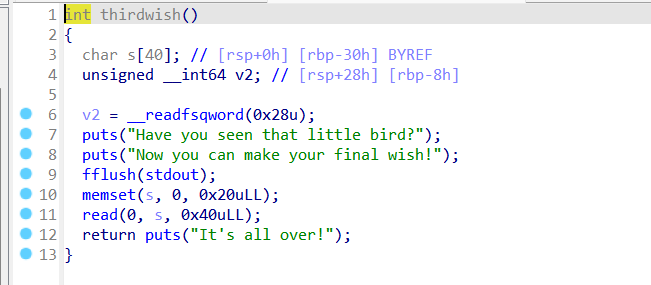 1 int thirdwish()
2 {
3 char s[40]; // [rsp+0h] [rbp-30h] BYREF
4 unsigned __int64 v2; // [rsp+28h] [rbp-8h]
5
6 v2 = __readfsqword(0x28u);
7 puts("Have you seen that little bird?");
8 puts("Now you can make your final wish!");
9 fflush(stdout);
10 memset(s, 0, 0x20uLL);
11 read(0, s, 0x40uLL);
12 return puts("It's all over!");
13 }